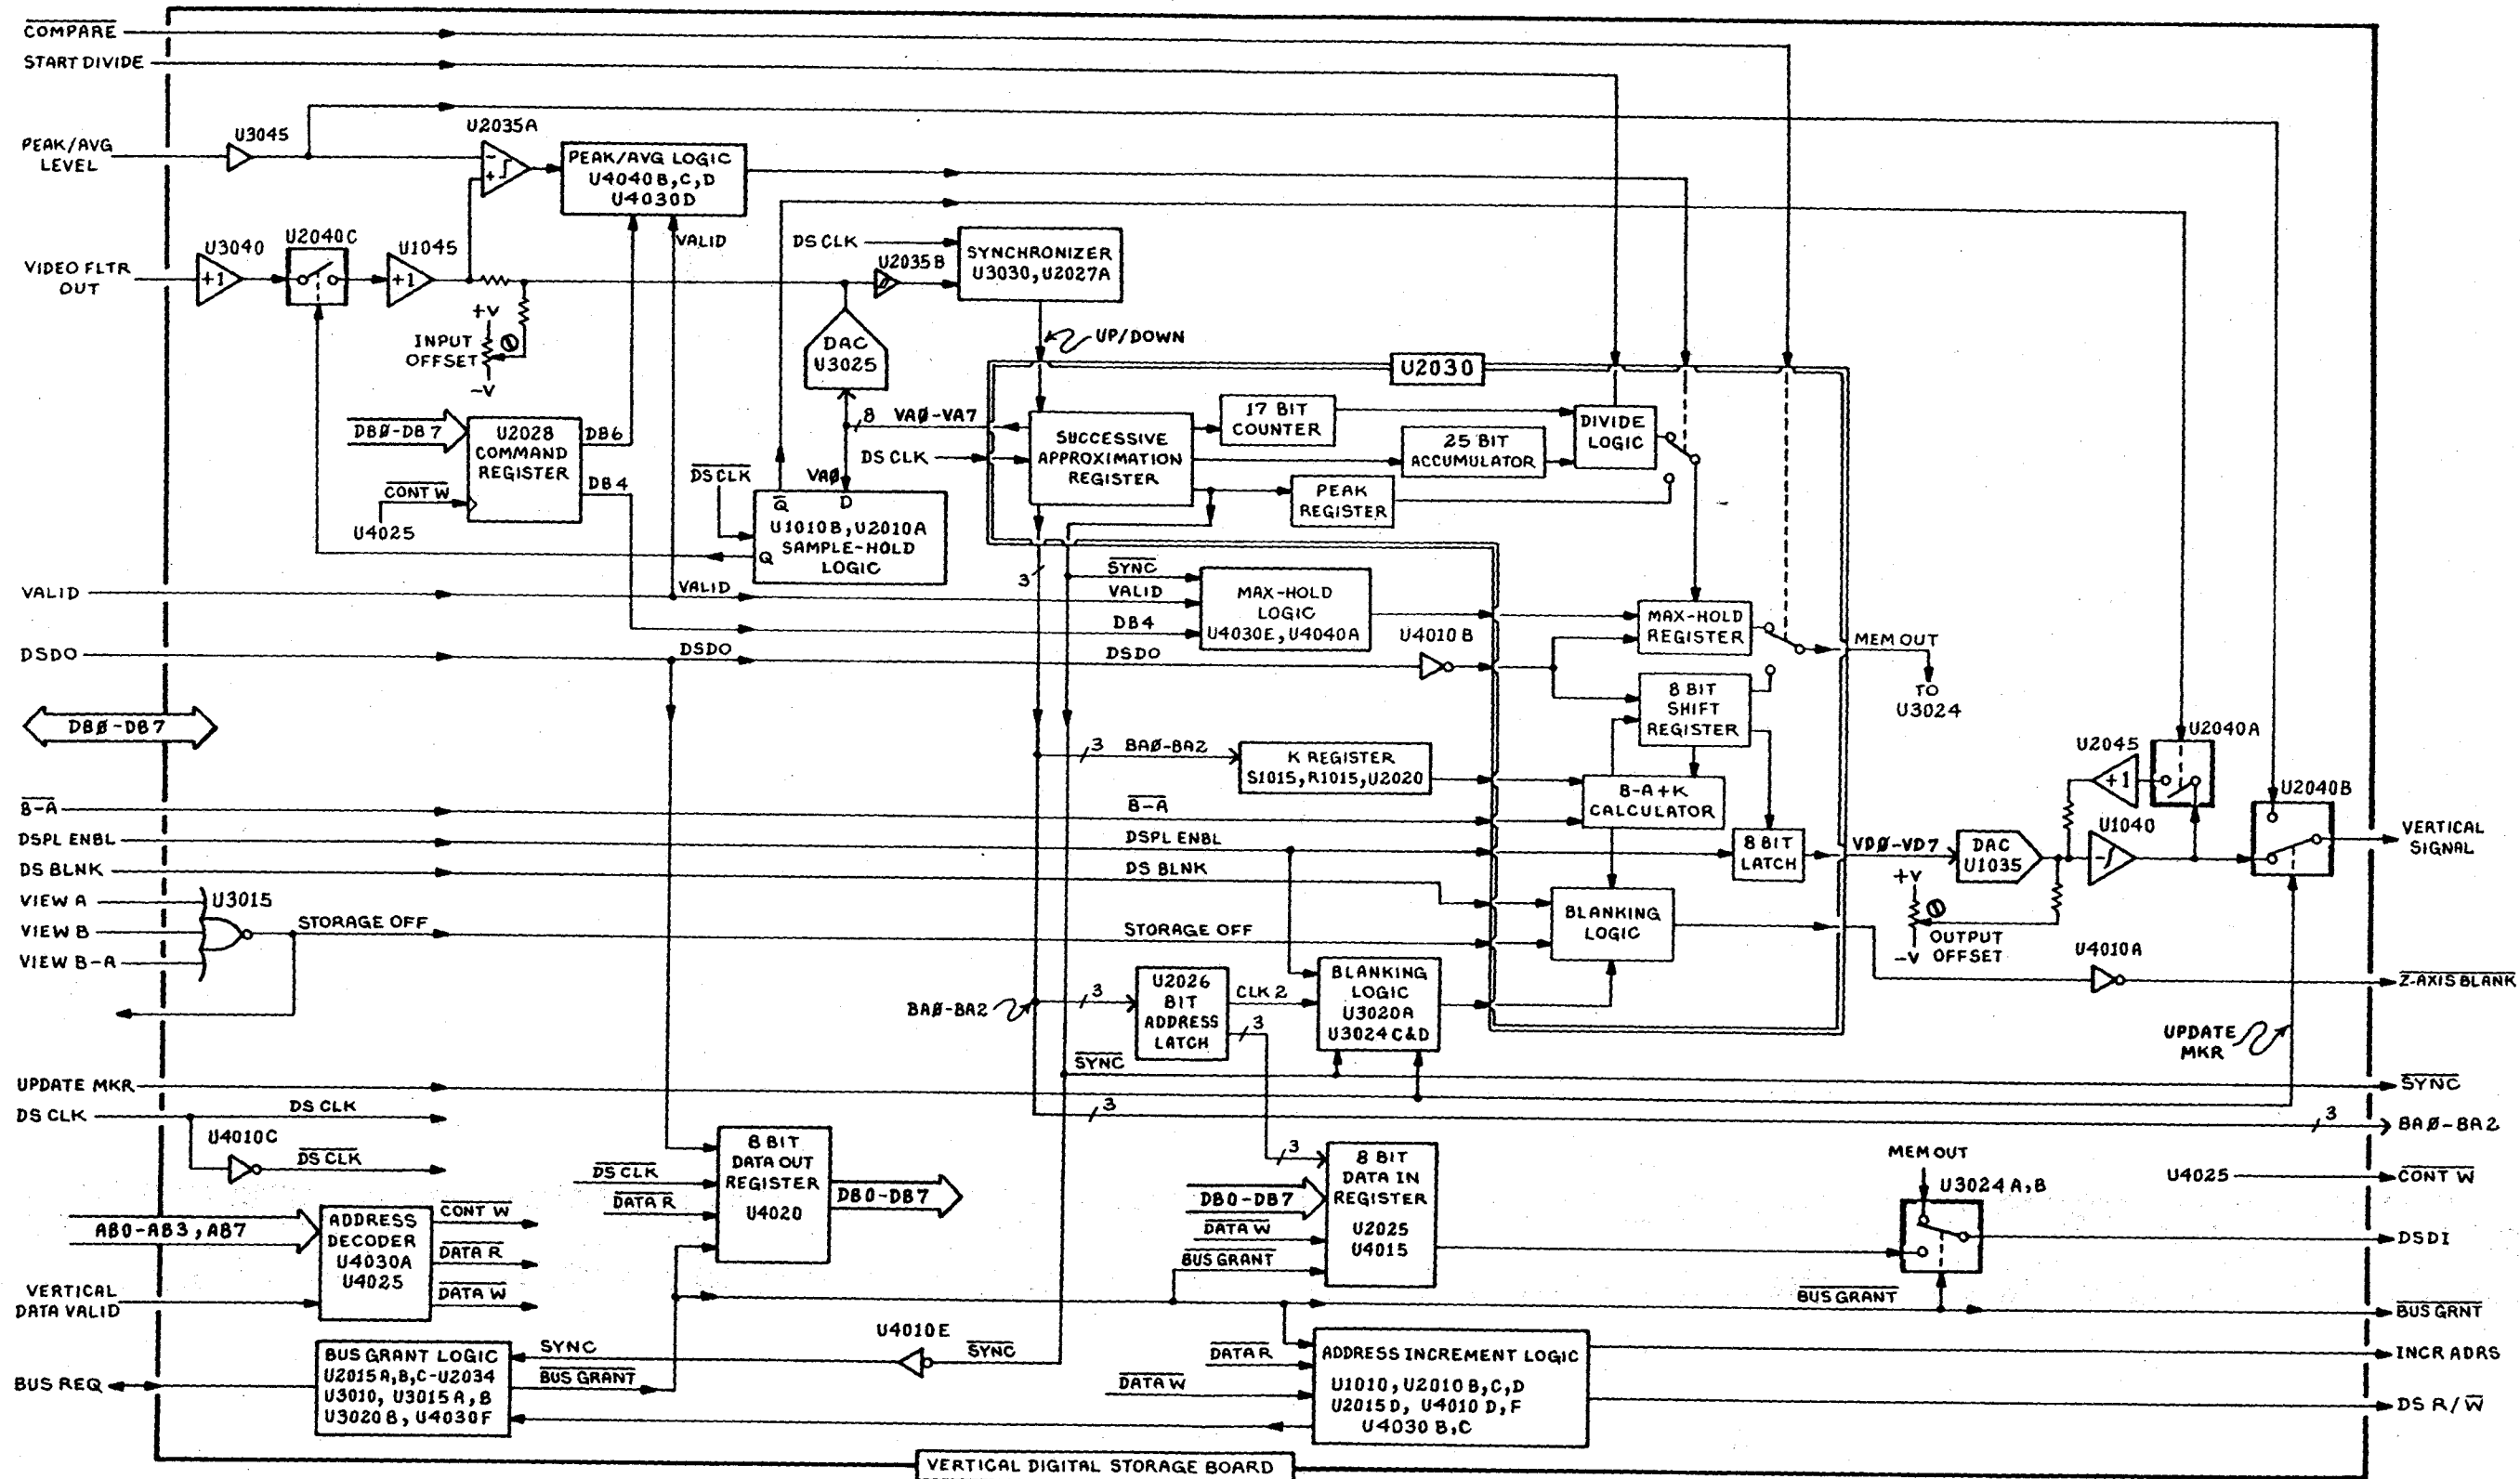 COMPARE
START DIVIDE
PEAK/AVG
LEVEL
U3045
U2035A
PEAK/AVG LOGIC
U4040B,C,D
U4030D
VALID
VIDEO FLTR
OUT
U3040
+1
U2040C
U1045
+1
- +
+V
INPUT
OFFSET
-V
DS CLK
U2035B
SYNCHRONIZER
U3030,U2027A
UP/DOWN
DAC
U3025
U2030
8 VAØ-VA7
DS CLK
SUCCESSIVE
APPROXIMATION
REGISTER
17 BIT
COUNTER
25 BIT
ACCUMULATOR
DIVIDE
LOGIC
PEAK
REGISTER
DBØ-DB7
U2028
COMMAND
REGISTER
DB6
DB4
CONT W
U4025
DS CLK
VAØ
Q D
U1010B,U2010A
SAMPLE-HOLD
LOGIC
Q
3
VALID
VALID
SYNC
VALID
DB4
MAX-HOLD
LOGIC
U4030E,U4040A
U4010B
MAX-HOLD
REGISTER
MEM OUT
TO
U3024
DSDO
DSDO
DSDO
8 BIT
SHIFT
REGISTER
DBØ-DB7
3 BAØ-BA2
K REGISTER
S1015,R1015,U2020
B-A
B-A
B-A+K
CALCULATOR
U2045
+1
U2040A
U2040B
U1040
VERTICAL
SIGNAL
DSPL ENBL
DSPL ENBL
8 BIT
LATCH
VDØ-VD7
DAC
U1035
DS BLNK
DS BLNK
VIEW A
VIEW B
VIEW B-A
U3015
STORAGE OFF
STORAGE OFF
BLANKING
LOGIC
+V
OUTPUT
OFFSET
-V
U4010A
Z-AXIS BLANK
BAØ-BA2
3
U2026
BIT
ADDRESS
LATCH
CLK 2
3
BLANKING
LOGIC
U3020A
U3024 C&D
UPDATE
MKR
SYNC
UPDATE MKR
SYNC
DS CLK
DS CLK
3
3
BAØ-BA2
U4010C
DS CLK
8 BIT
DATA OUT
REGISTER
U4020
DS CLK
DATA R
DB0-DB7
3
8 BIT
DATA IN
REGISTER
U2025
U4015
DB0-DB7
DATA W
BUS GRANT
MEM OUT
U3024 A,B
U4025
CONT W
DSDI
AB0-AB3,AB7
ADDRESS
DECODER
U4030A
U4025
CONT W
DATA R
DATA W
VERTICAL
DATA VALID
BUS GRANT
BUS GRNT
BUS REQ
BUS GRANT LOGIC
U2015A,B,C-U2034
U3010, U3015A,B
U3020B, U4030F
SYNC
BUS GRANT
U4010E
SYNC
DATA R
DATA W
ADDRESS INCREMENT LOGIC
U1010,U2010B,C,D
U2015D, U4010D,F
U4030B,C
INCR ADRS
DS R/W
VERTICAL DIGITAL STORAGE BOARD